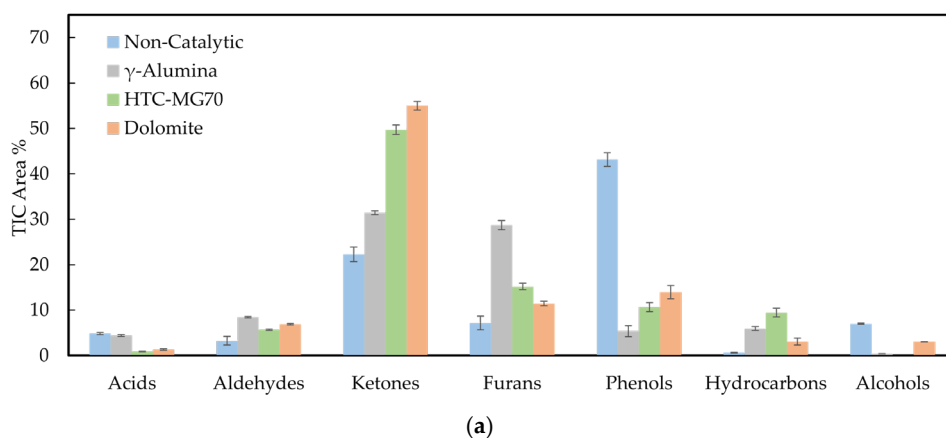 70
60
50
40
30
20
10
0
TIC Area %
Non-Catalytic
γ-Alumina
HTC-MG70
Dolomite
Acids Aldehydes Ketones Furans Phenols Hydrocarbons Alcohols
(a)